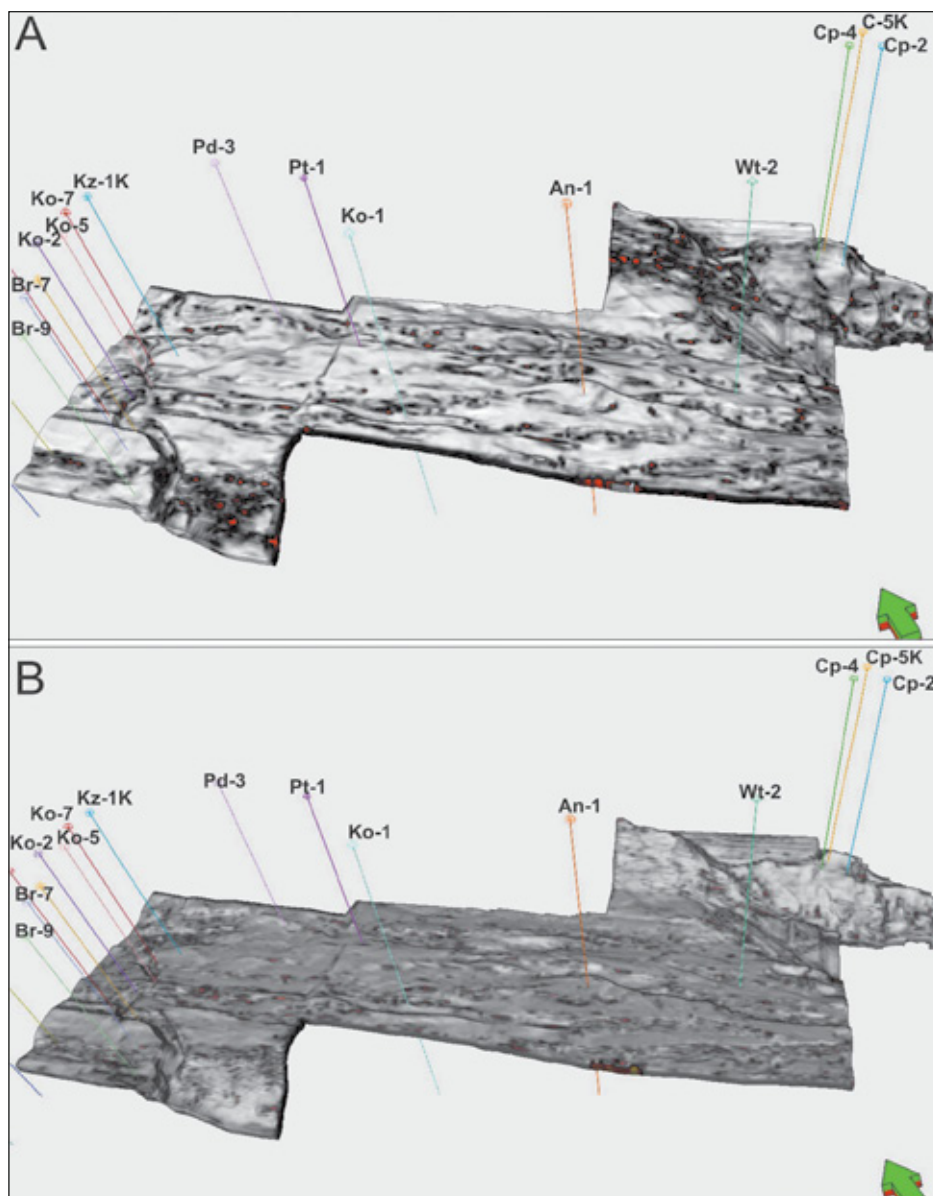 A
Cp-4
C-5K
Cp-2
Pd-3
Pt-1
Kz-1K
Ko-7
Ko-5
Ko-2
Ko-1
An-1
Wt-2
Br-7
Br-9
B
Cp-4
Cp-5K
Cp-2
Pd-3
Pt-1
Kz-1K
Ko-7
Ko-5
Ko-2
Ko-1
An-1
Wt-2
Br-7
Br-9